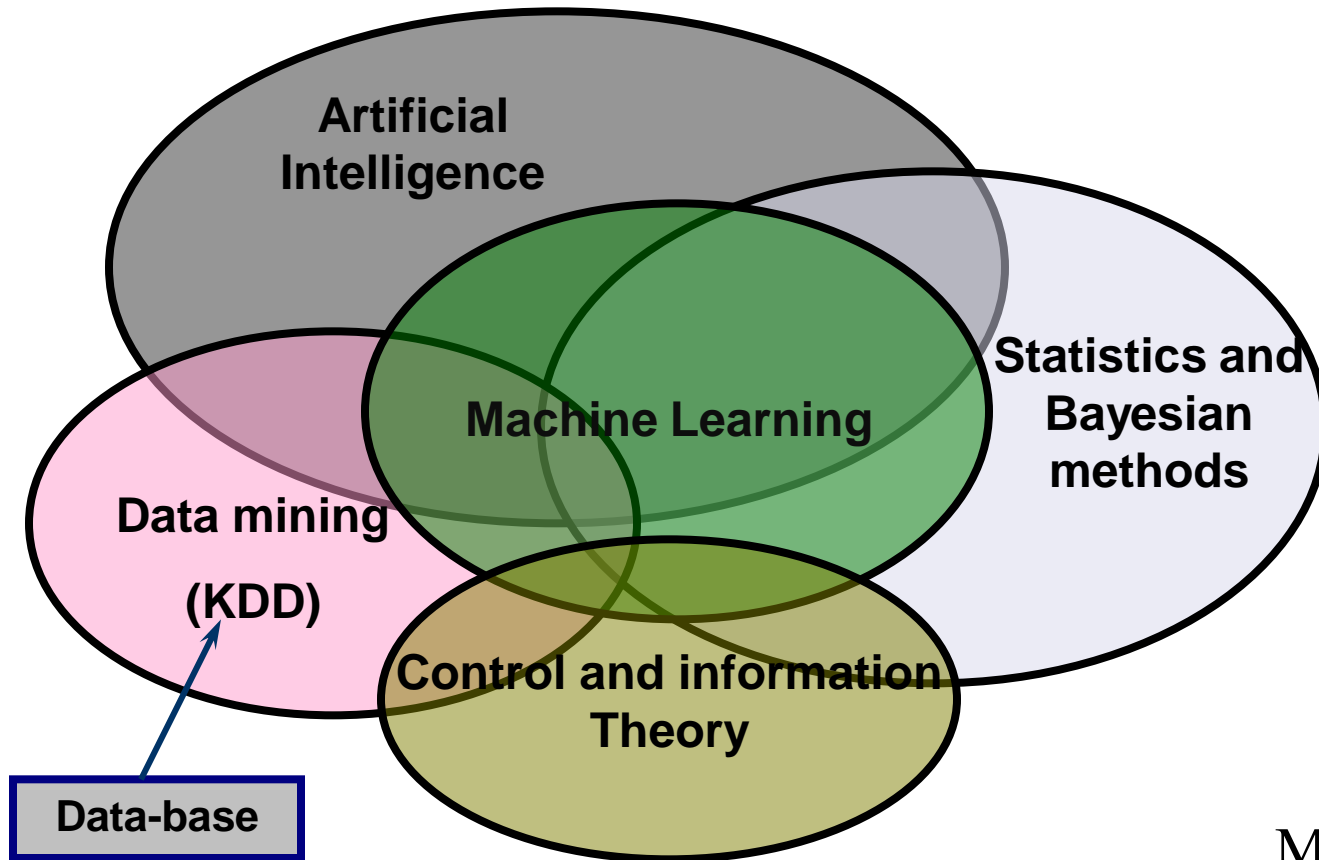 Artificial
Intelligence
Statistics and
Bayesian
methods
Machine Learning
Data mining
(KDD)
Control and information
Theory
Data-base
M